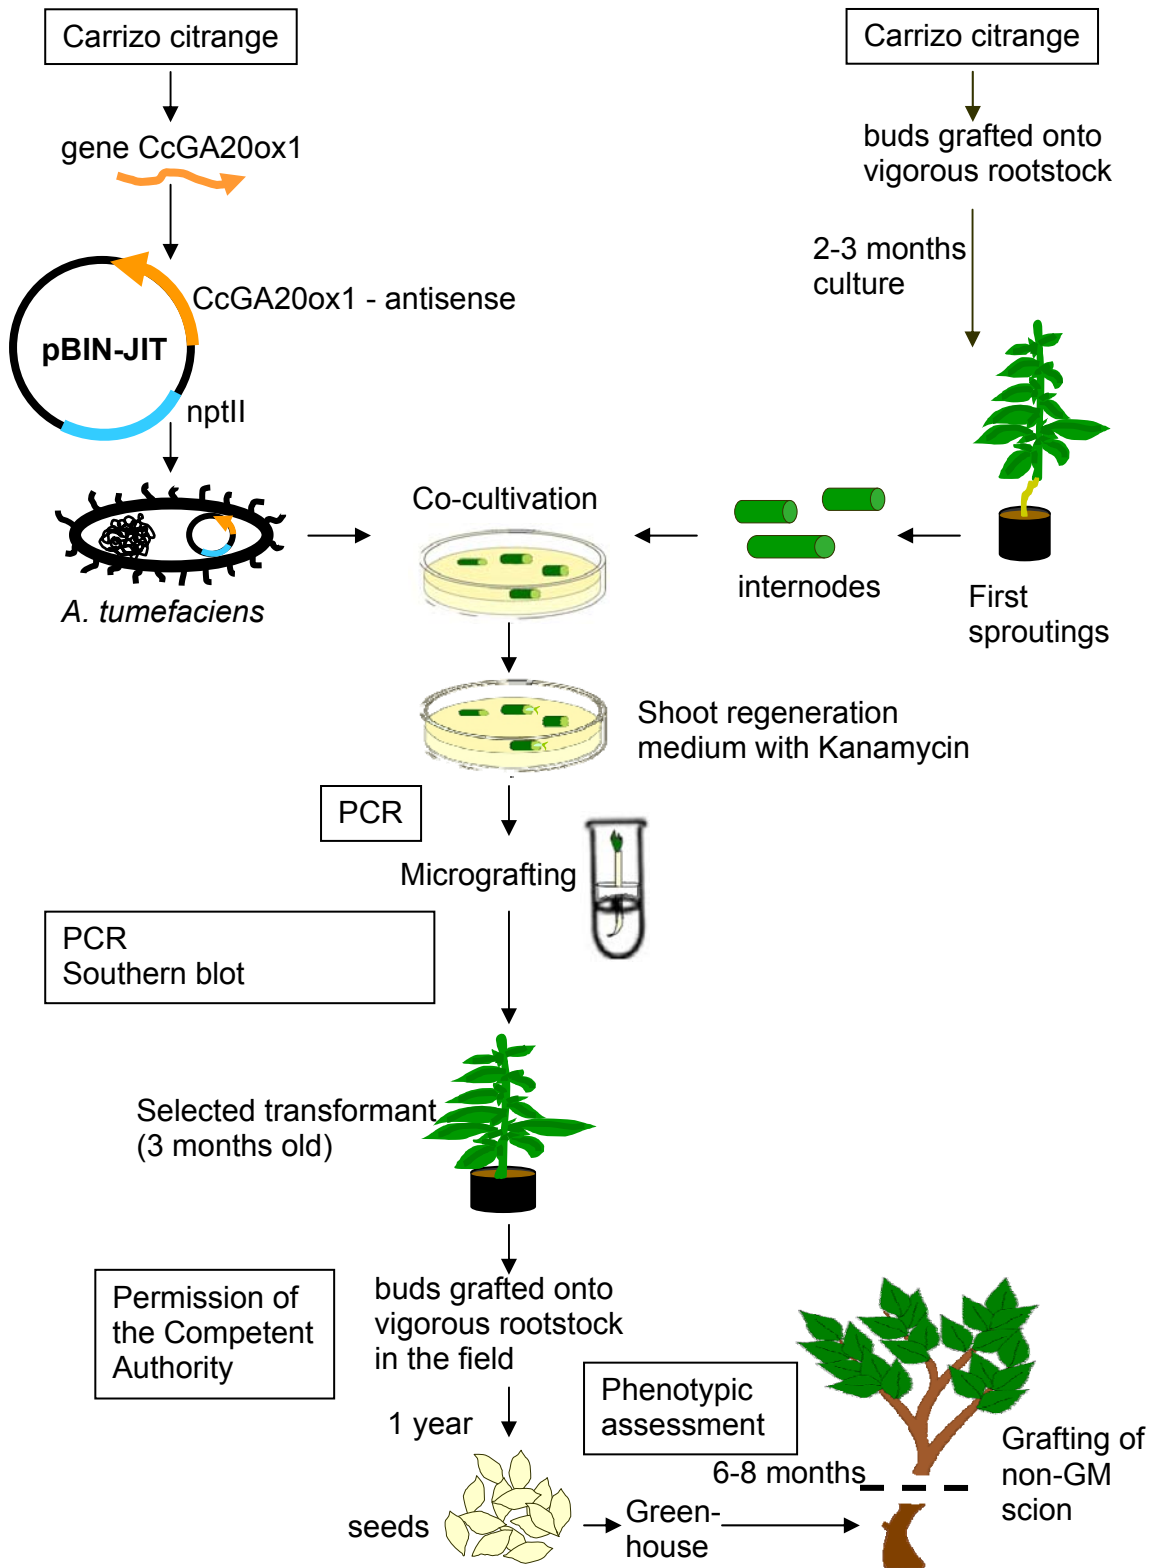 Carrizo citrange
gene CcGA20ox1
CcGA20ox1 - antisense
pBIN-JIT
nptII
A. tumefaciens
Carrizo citrange
buds grafted onto
vigorous rootstock
2-3 months
culture
First
sproutings
internodes
Co-cultivation
Shoot regeneration
medium with Kanamycin
PCR
Micrografting
PCR
Southern blot
Selected transformant
(3 months old)
Permission of
the Competent
Authority
buds grafted onto
vigorous rootstock
in the field
1 year
seeds
Green-
house
Phenotypic
assessment
6-8 months
Grafting of
non-GM
scion